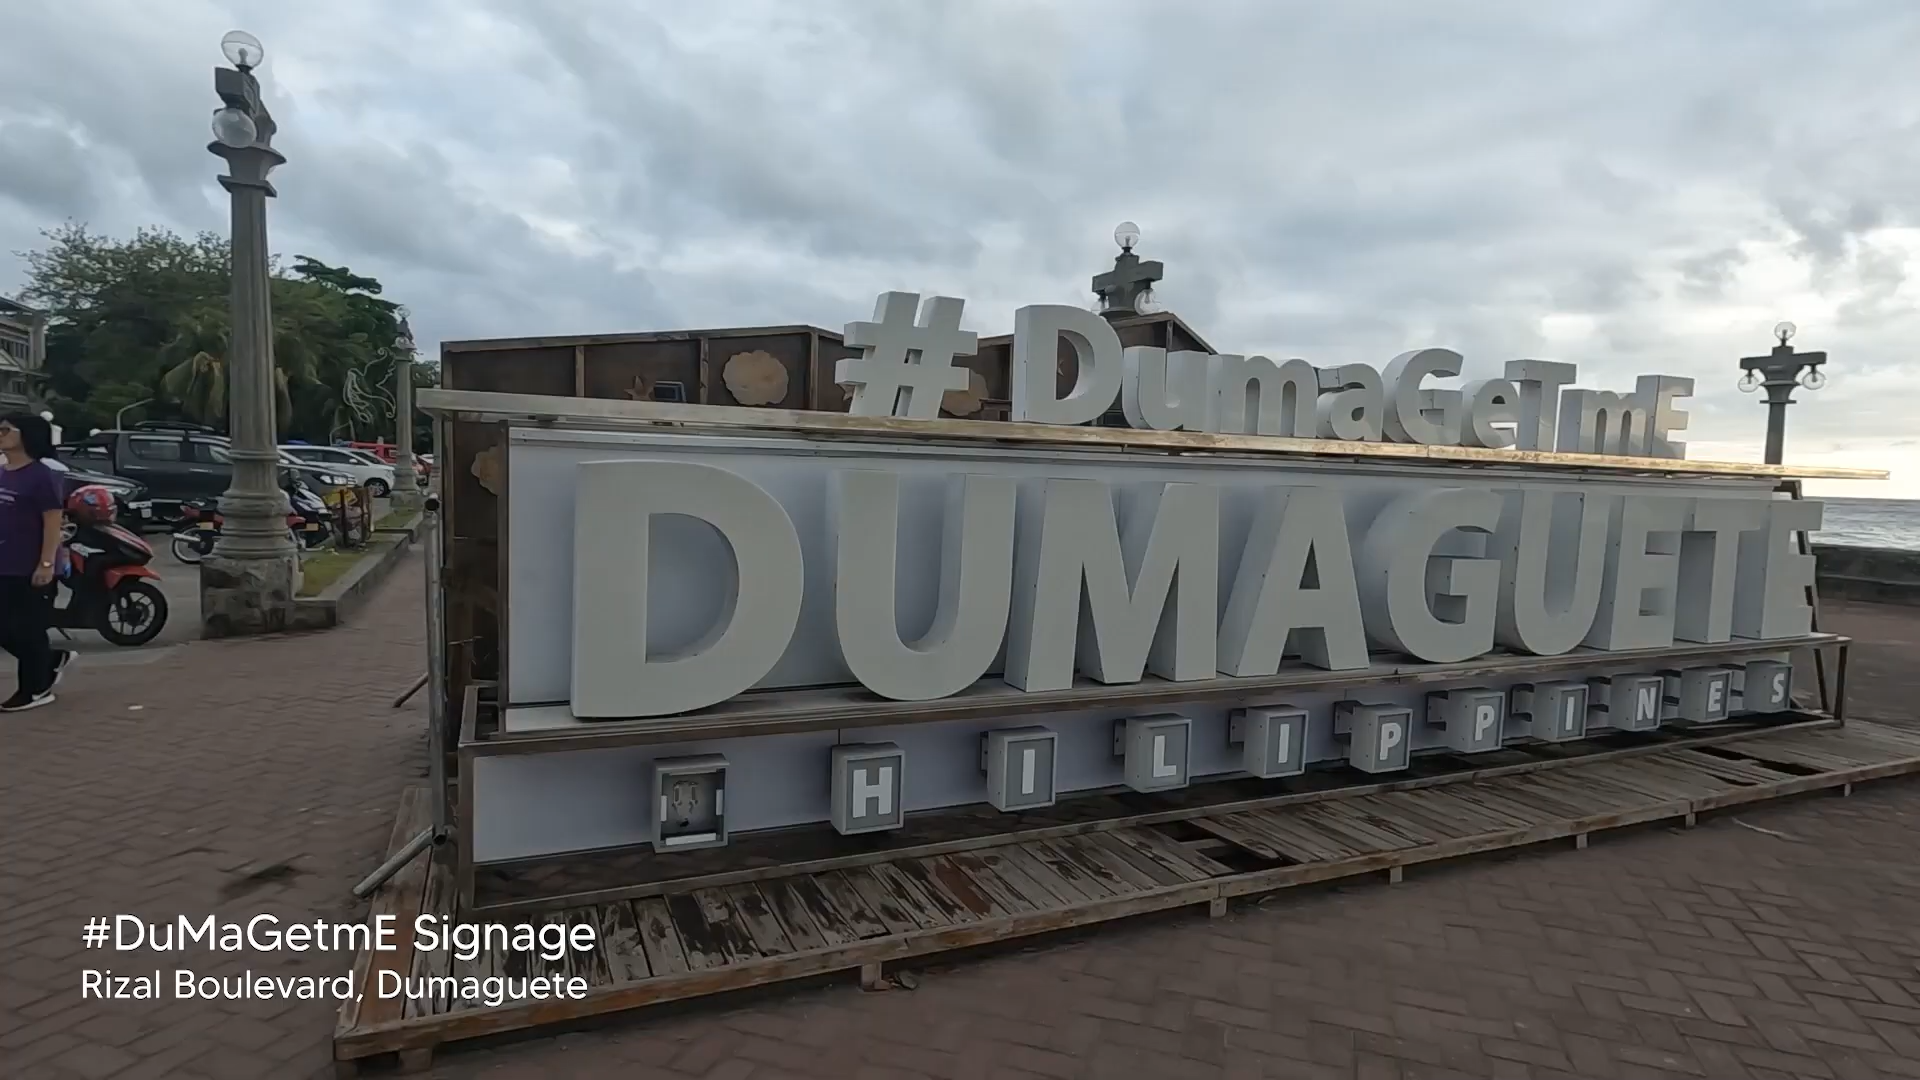 # DumaGeTmE
DUMAGUETE
HILIPPINES
#DuMaGetmE Signage
Rizal Boulevard, Dumaguete